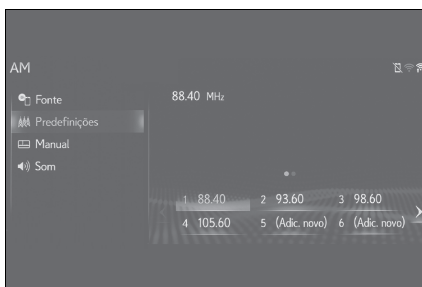 AM
Fonte
Predefinições
Manual
Som
88.40 MHz
1 88.40 2 93.60 3 98.60
4 105.60 5 (Adic. novo) 6 (Adic. novo)